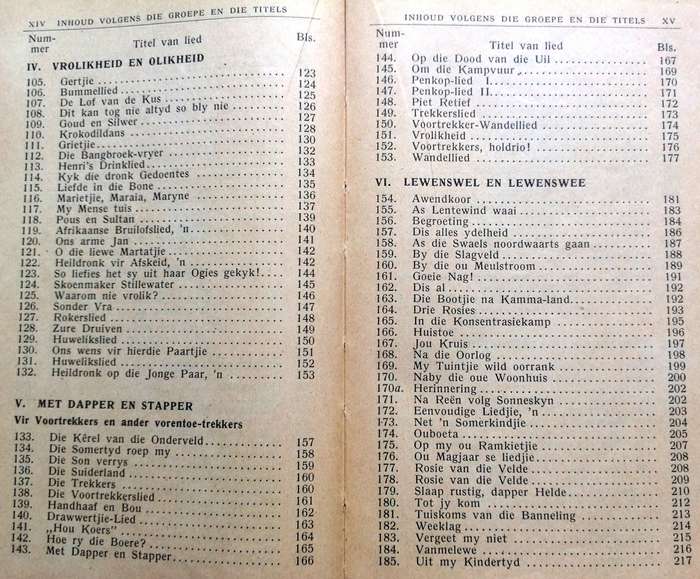 XIV INHOUD VOLGENS DIE GROEPE EN DIE TITELS
Num-
mer Titel van lied Bls.
IV. VROLIKHEID EN OLIKHEID
105. Gertjie 123
106. Bummellied 124
107. De Lof van de Kus 125
108. Dit kan tog nie altyd so bly nie 126
109. Goud en Silwer 127
110. Krokodildans 128
111. Grietjie 130
112. Die Bangbroek-vryer 132
113. Henri's Drinklied 133
114. Kyk die dronk Gedoentes 134
115. Liefde in die Bone 135
116. Marietjie, Maraia, Maryne 136
117. My Mense tuis 137
118. Pous en Sultan 139
119. Afrikaanse Bruilofslied, 'n 140
120. Ons arme Jan 141
121. O die liewe Martatjie 142
122. Heildronk vir Afskeid, 'n 142
123. So liefies het sy uit haar Ogies gekyk! 144
124. Skoenmaker Stillewater 145
125. Waarom nie vrolik? 146
126. Sonder Vra 147
127. Rokerslied 148
128. Zure Druiven 149
129. Huwelikslied 150
130. Ons wens vir hierdie Paartjie 151
131. Huwelikslied 152
132. Heildronk op die Jonge Paar, 'n 153
V. MET DAPPER EN STAPPER
Vir Voortrekkers en ander vorentoe-trekkers
133. Die Kêrel van die Onderveld 157
134. Die Somertyd roep my 158
135. Die Son verrys 159
136. Die Suiderland 160
137. Die Trekkers 160
138. Die Voortrekkerslied 161
139. Handhaaf en Bou 162
140. Drawwertjie-Lied 163
141. „Hou Koers" 164
142. Hoe ry die Boere? 165
143. Met Dapper en Stapper 166
INHOUD VOLGENS DIE GROEPE EN DIE TITELS XV
Num-
mer Titel van lied Bls.
144. Op die Dood van die Uil 167
145. Om die Kampvuur 169
146. Penkop-lied I 170
147. Penkop-lied II 171
148. Piet Retief 172
149. Trekkerslied 173
150. Voortrekker-Wandellied 174
151. Vrolikheid 175
152. Voortrekkers, holdrio! 176
153. Wandellied 177
VI. LEWENSWEL EN LEWENSWEE
154. Awendkoor 181
155. As Lentewind waai 183
156. Begroeting 184
157. Dis alles ydelheid 186
158. As die Swaels noordwaarts gaan 187
159. By die Slagveld 188
160. By die ou Meulstroom 189
161. Goeie Nag! 191
162. Dis al 192
163. Die Bootjie na Kamma-land 192
164. Drie Rosies 193
165. In die Konsentrasiekamp 195
166. Huistoe 196
167. Jou Kruis 197
168. Na die Oorlog 198
169. My Tuintjie wild oorrank 199
170. Naby die oue Woonhuis 200
170a. Herinnering 202
171. Na Reën volg Sonneskyn 202
172. Eenvoudige Liedjie, 'n 203
173. Net 'n Somerkindjie 204
174. Ouboeta 205
175. Op my ou Ramkietjie 206
176. Ou Magjaar se liedjie 207
177. Rosie van die Velde 208
178. Rosie van die Velde 208
179. Slaap rustig, dapper Helde 210
180. Tot jy kom 212
181. Tuiskoms van die Banneling 213
182. Weeklag 214
183. Vergeet my niet 215
184. Vanmelewe 216
185. Uit my Kindertyd 217